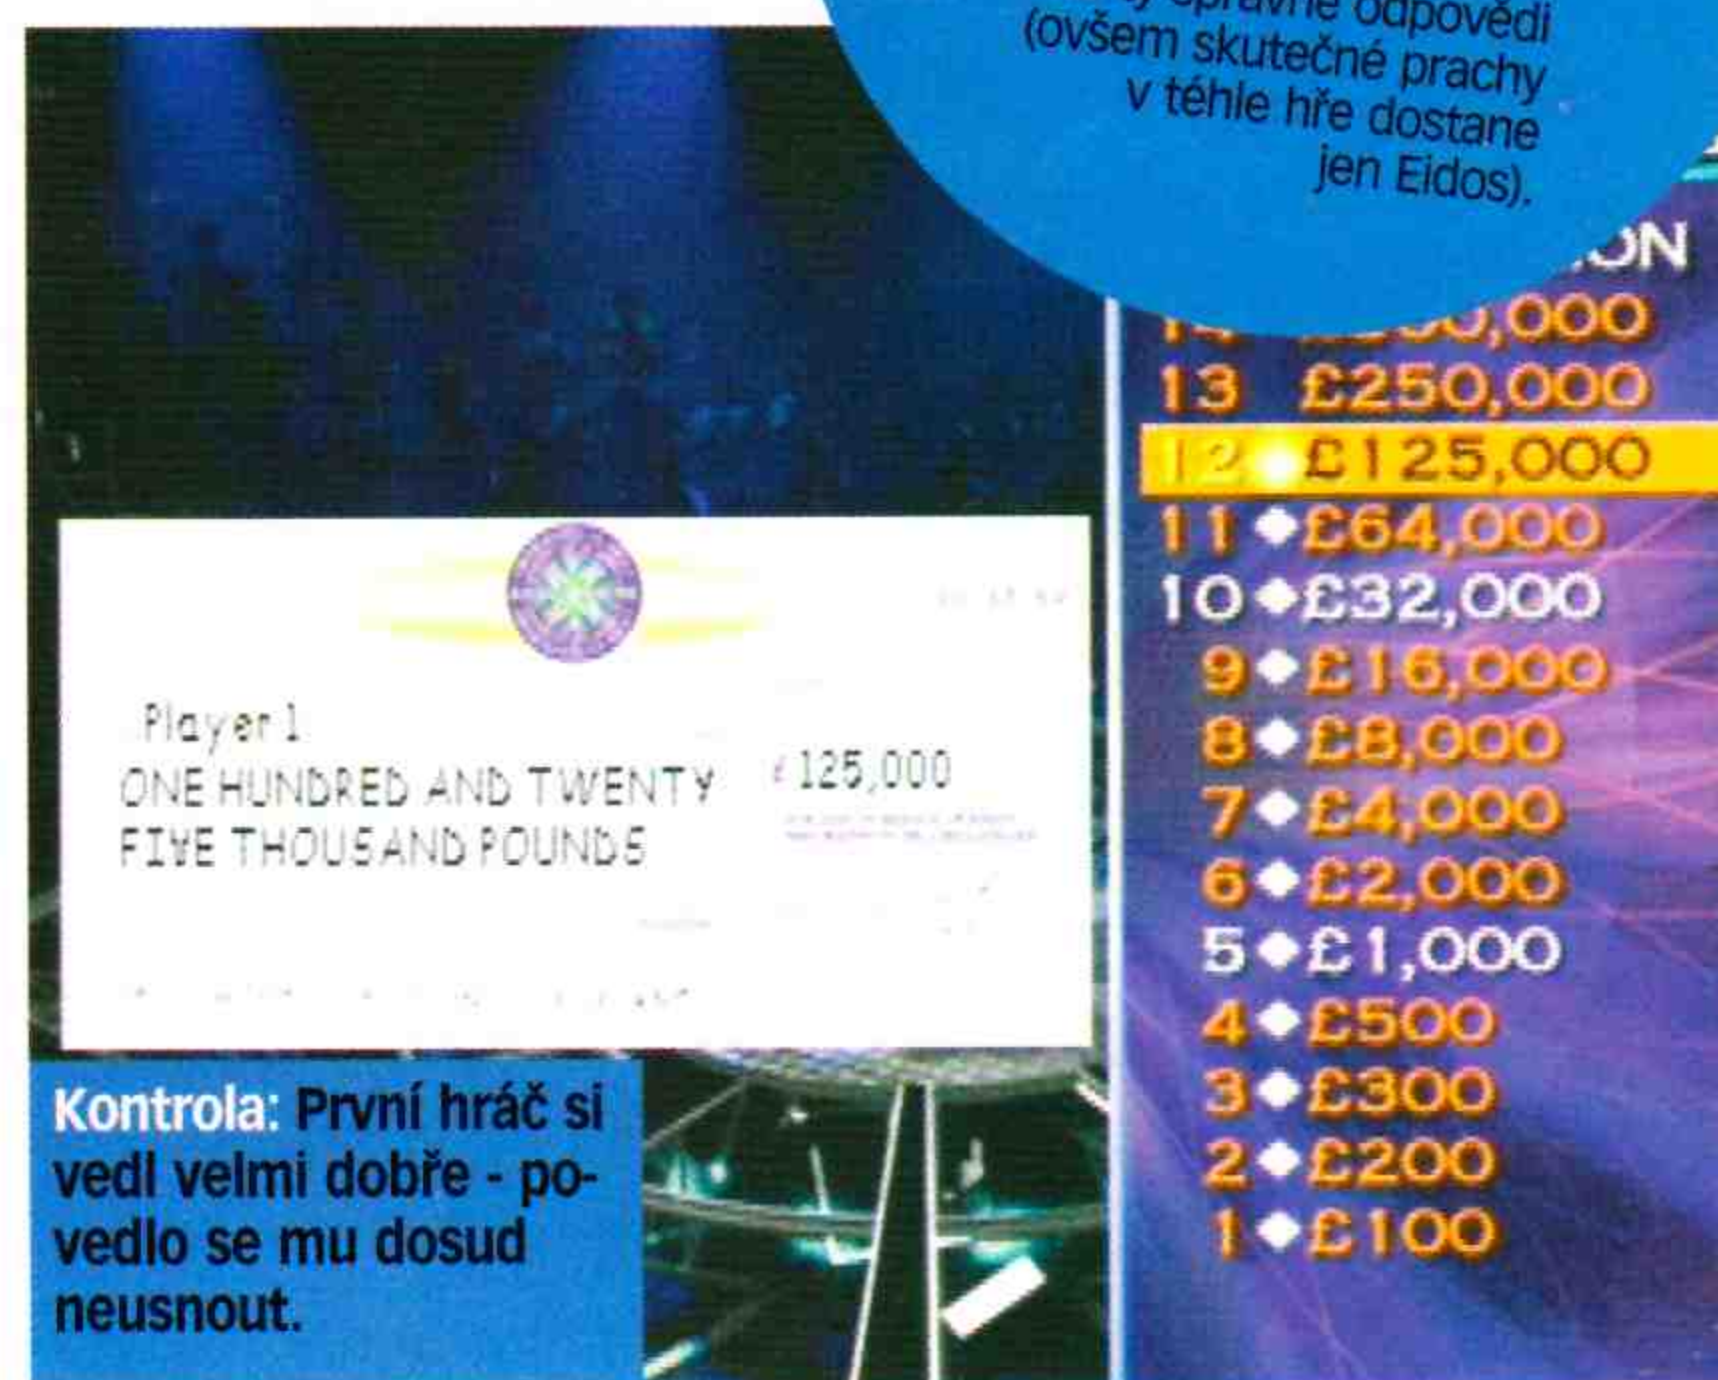 správné odpovědi
(ovšem skutečné prachy
v téhle hře dostane
jen Eidos).
Player 1
ONE HUNDRED AND TWENTY
FIVE THOUSAND POUNDS
£ 125,000
13 £250,000
12 ◆ £125,000
11 ◆ £64,000
10 ◆ £32,000
9 ◆ £16,000
8 ◆ £8,000
7 ◆ £4,000
6 ◆ £2,000
5 ◆ £1,000
4 ◆ £500
3 ◆ £300
2 ◆ £200
1 ◆ £100
Kontrola: První hráč si
vedl velmi dobře - po-
vedlo se mu dosud
neusnout.